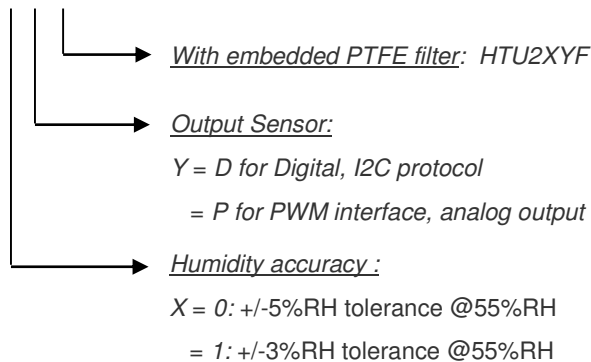 With embedded PTFE filter: HTU2XYF
Output Sensor:
Y = D for Digital, I2C protocol
= P for PWM interface, analog output
Humidity accuracy :
X = 0: +/-5%RH tolerance @55%RH
= 1: +/-3%RH tolerance @55%RH